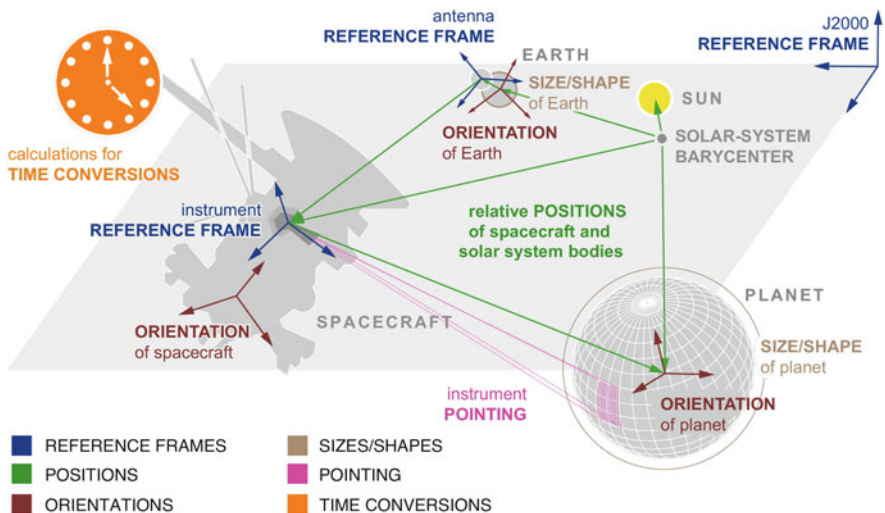 antenna
REFERENCE FRAME
J2000
REFERENCE FRAME
EARTH
SIZE/SHAPE
of Earth
SUN
ORIENTATION
of Earth
SOLAR-SYSTEM
BARYCENTER
calculations for
TIME CONVERSIONS
instrument
REFERENCE FRAME
relative POSITIONS
of spacecraft and
solar system bodies
PLANET
SPACECRAFT
ORIENTATION
of spacecraft
SIZE/SHAPE
of planet
instrument
POINTING
ORIENTATION
of planet
REFERENCE FRAMES
SIZES/SHAPES
POSITIONS
POINTING
ORIENTATIONS
TIME CONVERSIONS